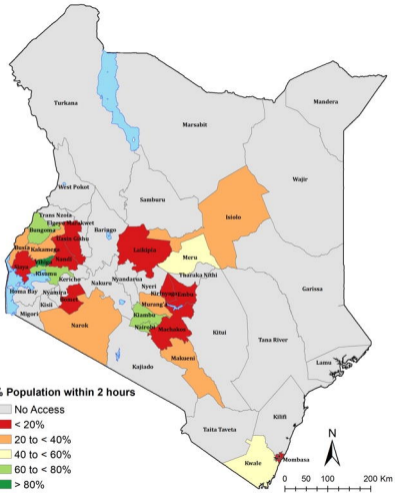 Turkana
Mandera
Marsabit
Wajir
West Pokot
Samburu
Isiolo
Trans Nzoia
Elgeyo Marakwet
Bungoma
Uasin Gishu
Baringo
Busia
Kakamega
Laikipia
Meru
Nandi
Siaya
Kisumu
Tharaka Nithi
Kericho
Nyandarua
Garissa
Homa Bay
Nyamira
Nakuru
Nyeri
Kirinyaga
Embu
Kisii
Bomet
Murang'a
Migori
Kiambu
Narok
Nairobi
Machakos
Kitui
Tana River
Makueni
Lamu
Kajiado
% Population within 2 hours
No Access
< 20%
20 to < 40%
40 to < 60%
60 to < 80%
> 80%
Kilifi
Taita Taveta
N
Mombasa
Kwale
0 50 100 200 Km